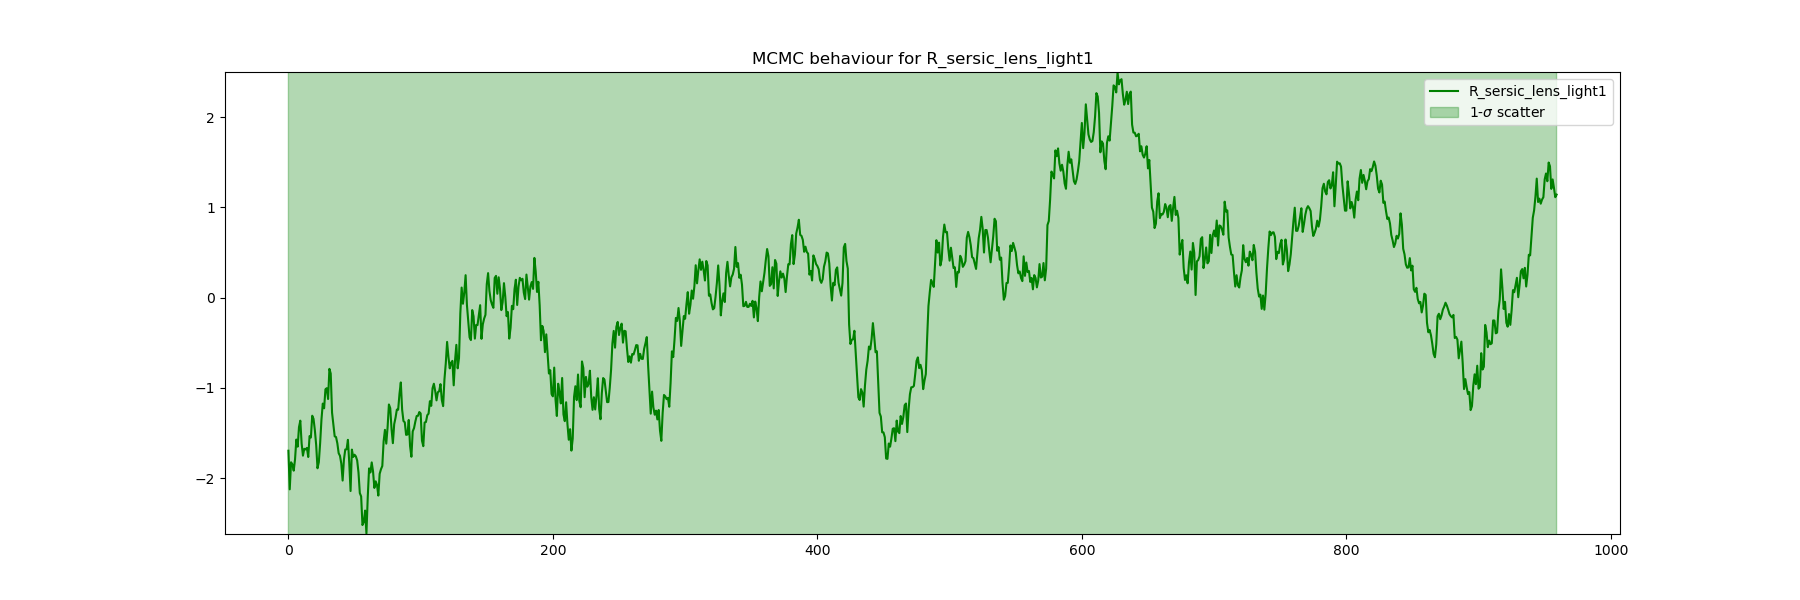 MCMC behaviour for R_sersic_lens_light1
R_sersic_lens_light1
1-σ scatter
2
1
0
−1
−2
0 200 400 600 800 1000